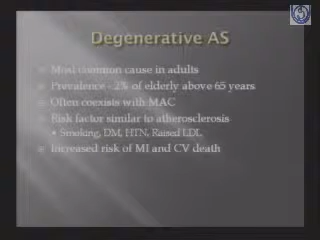 Degenerative AS
Most common cause in adults
Prevalence - 2% of elderly above 65 years
Often coexists with MAC
Risk factor similar to atherosclerosis
Smoking, DM, HTN, Raised LDL
Increased risk of MI and CV death